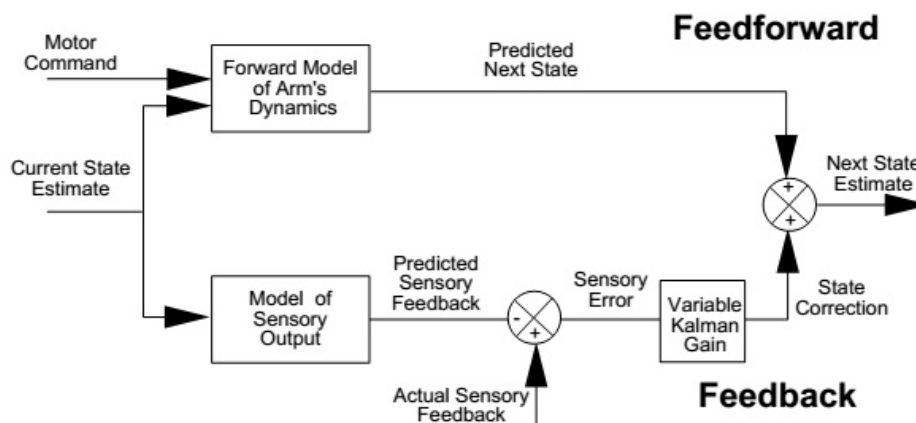 Feedforward
Motor
Command
Forward Model
of Arm's
Dynamics
Predicted
Next State
Current State
Estimate
+
+
Next State
Estimate
Model of
Sensory
Output
Predicted
Sensory
Feedback
-
+
Sensory
Error
Variable
Kalman
Gain
State
Correction
Actual Sensory
Feedback
Feedback